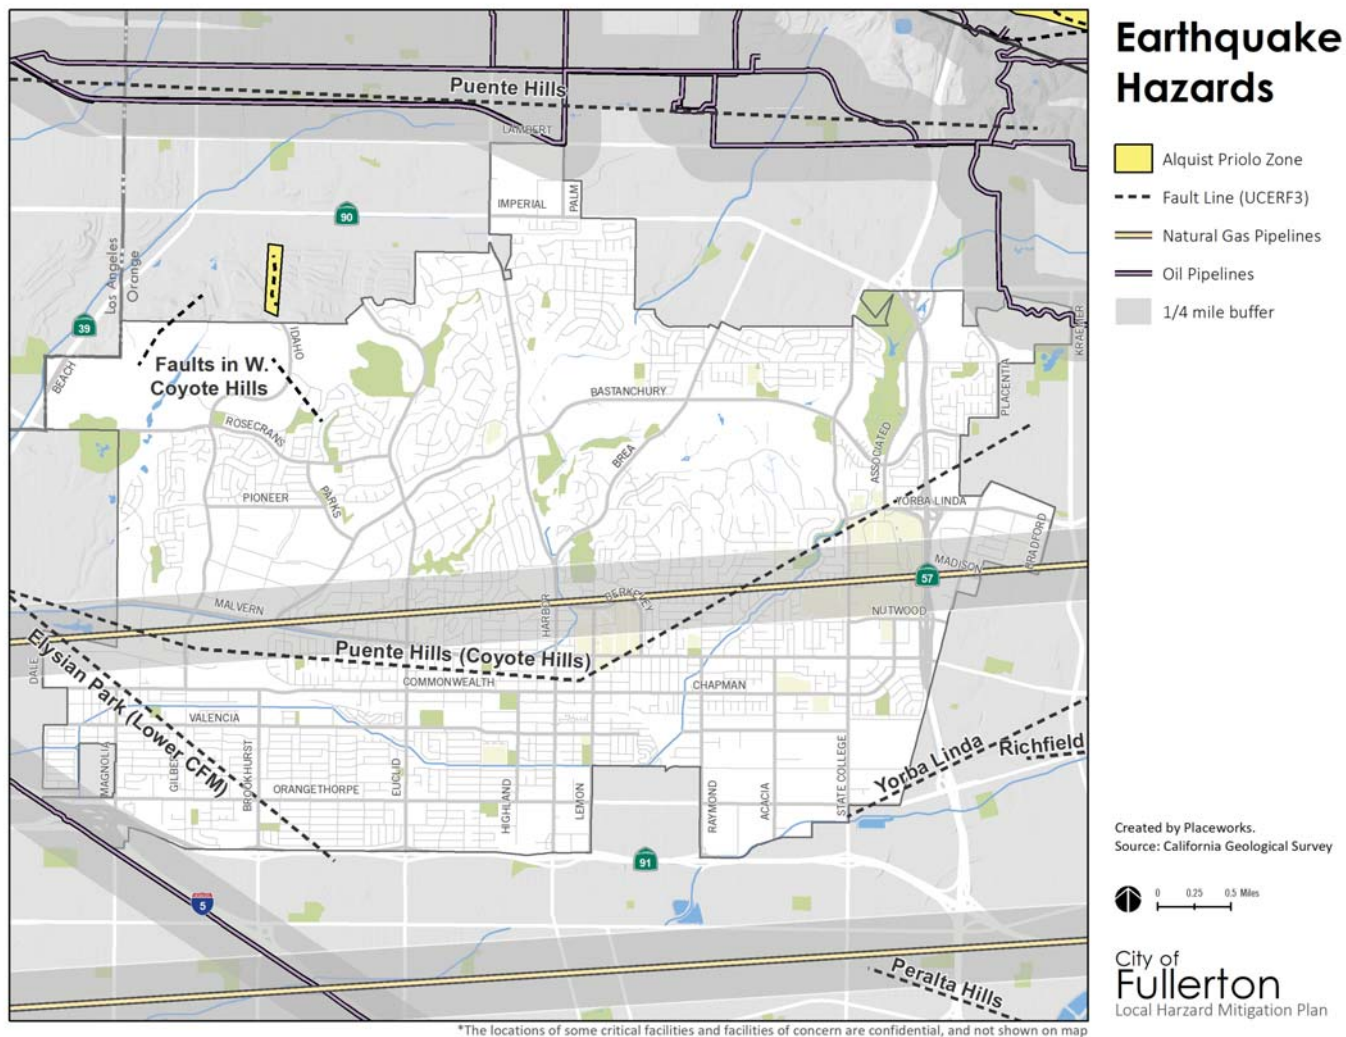 Earthquake
Hazards
Alquist Priolo Zone
Fault Line (UCERF3)
Natural Gas Pipelines
Oil Pipelines
1/4 mile buffer
Puente Hills
LAMBERT
IMPERIAL
PALM
90
Los Angeles
Orange
39
BEACH
IDAHO
Faults in W.
Coyote Hills
KRAEMER
PLACENTIA
BASTANCHURY
ROSECRANS
BREA
ASSOCIATED
PIONEER
PARKS
YORBA LINDA
BRADFORD
MADISON
57
MALVERN
HARBOR
BERKELEY
NUTWOOD
DALE
Elysian Park (Lower CFM)
Puente Hills (Coyote Hills)
COMMONWEALTH
CHAPMAN
VALENCIA
MAGNOLIA
GILBE
BROOKHURST
ORANGETHORPE
EUCLID
HIGHLAND
LEMON
RAYMOND
ACACIA
STATE COLLEGE
Yorba Linda
Richfield
91
5
Peralta Hills
Created by Placeworks.
Source: California Geological Survey
0 0.25 0.5 Miles
City of
Fullerton
Local Harzard Mitigation Plan
*The locations of some critical facilities and facilities of concern are confidential, and not shown on map